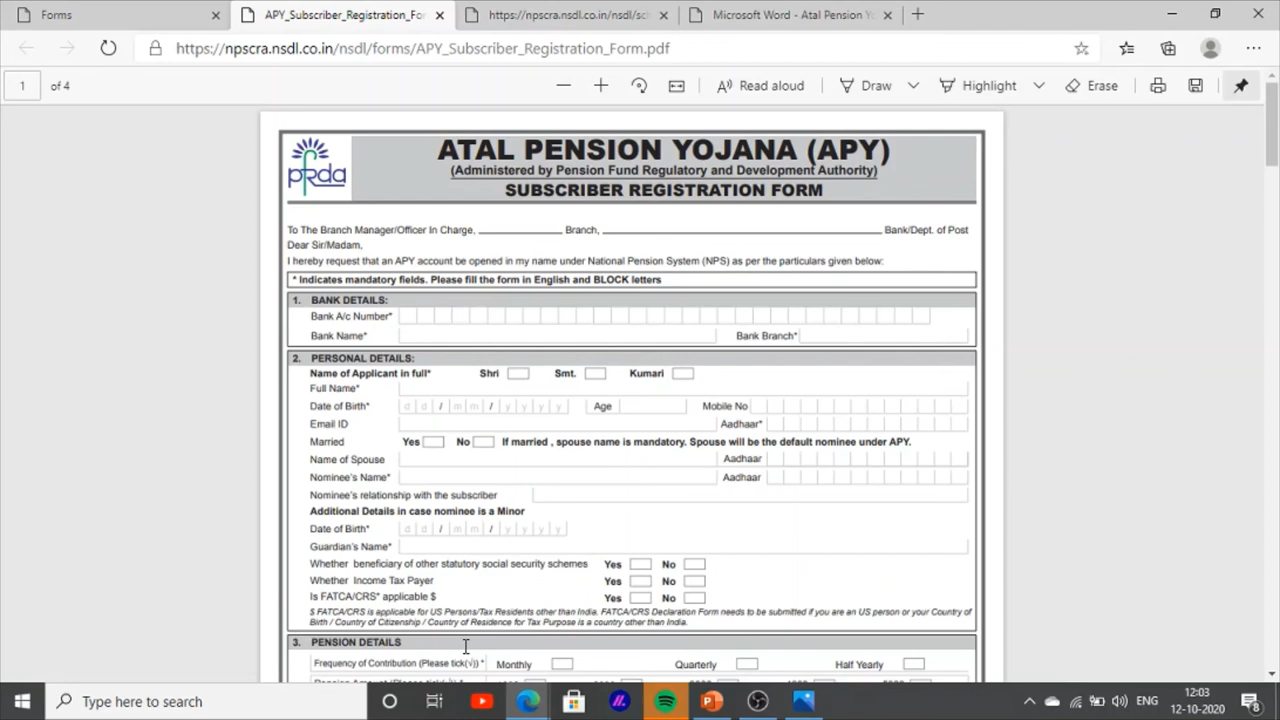 Forms
APY_Subscriber_Registration_For
https://npscra.nsdl.co.in/nsdl/sch
Microsoft Word - Atal Pension Y
https://npscra.nsdl.co.in/nsdl/forms/APY_Subscriber_Registration_Form.pdf
1 of 4
Read aloud
Draw
Highlight
Erase
prda
ATAL PENSION YOJANA (APY)
(Administered by Pension Fund Regulatory and Development Authority)
SUBSCRIBER REGISTRATION FORM
To The Branch Manager/Officer In Charge, Branch, Bank/Dept. of Post
Dear Sir/Madam,
I hereby request that an APY account be opened in my name under National Pension System (NPS) as per the particulars given below:
* Indicates mandatory fields. Please fill the form in English and BLOCK letters
1. BANK DETAILS:
Bank A/c Number*
Bank Name* Bank Branch*
2. PERSONAL DETAILS:
Name of Applicant in full* Shri Smt. Kumari
Full Name*
Date of Birth* d d / m m / y y y y Age Mobile No
Email ID Aadhaar*
Married Yes No If married , spouse name is mandatory. Spouse will be the default nominee under APY.
Name of Spouse Aadhaar
Nominee's Name* Aadhaar
Nominee's relationship with the subscriber
Additional Details in case nominee is a Minor
Date of Birth* d d / m m / y y y y
Guardian's Name*
Whether beneficiary of other statutory social security schemes Yes No
Whether Income Tax Payer Yes No
Is FATCA/CRS* applicable $ Yes No
$ FATCA/CRS is applicable for US Persons/Tax Residents other than India. FATCA/CRS Declaration Form needs to be submitted if you are an US person or your Country of
Birth / Country of Citizenship / Country of Residence for Tax Purpose is a country other than India.
3. PENSION DETAILS
Frequency of Contribution (Please tick(√)) * Monthly Quarterly Half Yearly
Type here to search
ENG
12:03
12-10-2020
8